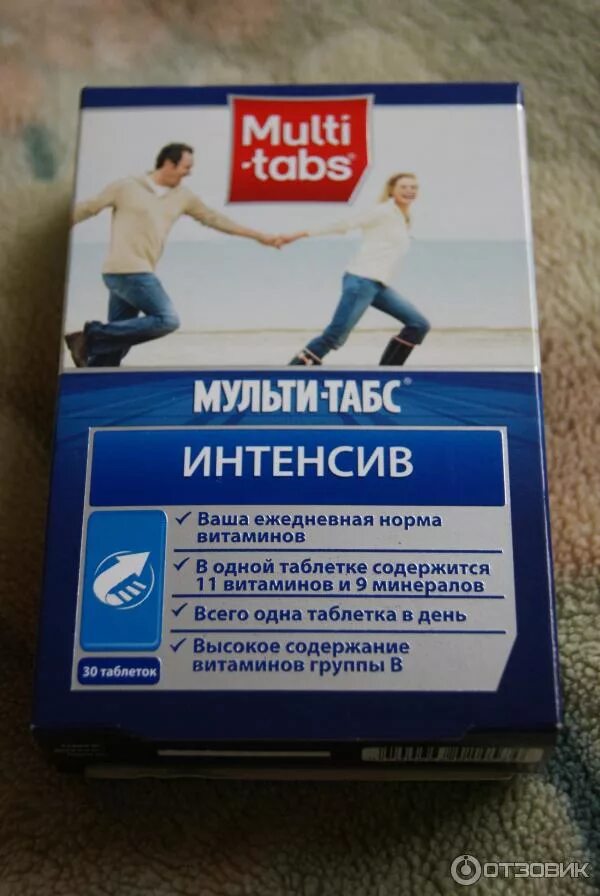 Multi
-tabs®
МУЛЬТИ-ТАБС®
ИНТЕНСИВ
✓ Ваша ежедневная норма
витаминов
✓ В одной таблетке содержится
11 витаминов и 9 минералов
✓ Всего одна таблетка в день
✓ Высокое содержание
витаминов группы В
30 таблеток
ОТЗОВИК